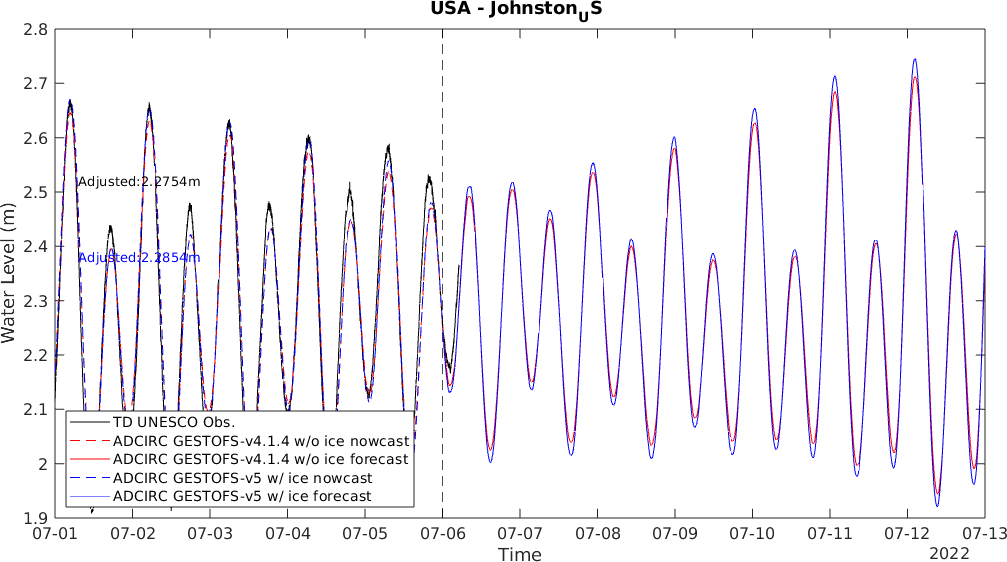 USA - Johnston_US
2.8
2.7
2.6
2.5
2.4
2.3
2.2
2.1
2
1.9
Water Level (m)
Adjusted:2.2754m
Adjusted:2.2854m
TD UNESCO Obs.
ADCIRC GESTOFS-v4.1.4 w/o ice nowcast
ADCIRC GESTOFS-v4.1.4 w/o ice forecast
ADCIRC GESTOFS-v5 w/ ice nowcast
ADCIRC GESTOFS-v5 w/ ice forecast
07-01 07-02 07-03 07-04 07-05 07-06 07-07 07-08 07-09 07-10 07-11 07-12 07-13
Time
2022